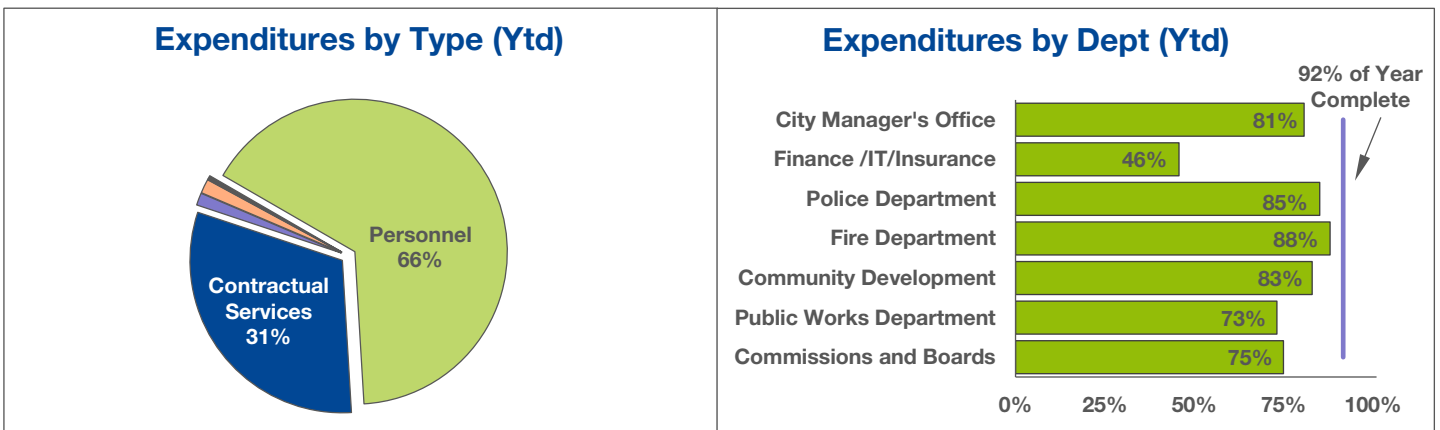 Expenditures by Type (Ytd)
Personnel
66%
Contractual
Services
31%
Expenditures by Dept (Ytd)
92% of Year
Complete
City Manager's Office
81%
Finance /IT/Insurance
46%
Police Department
85%
Fire Department
88%
Community Development
83%
Public Works Department
73%
Commissions and Boards
75%
0% 25% 50% 75% 100%